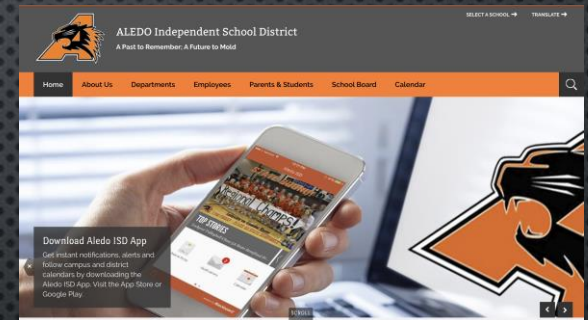 SELECT A SCHOOL → TRANSLATE →
ALEDO Independent School District
A Past to Remember; A Future to Mold
Home About Us Departments Employees Parents & Students School Board Calendar
TOP STORIES
Download Aledo ISD App
Get instant notifications, alerts and
follow campus and district
calendars by downloading the
Aledo ISD App. Visit the App Store or
Google Play.
SCROLL